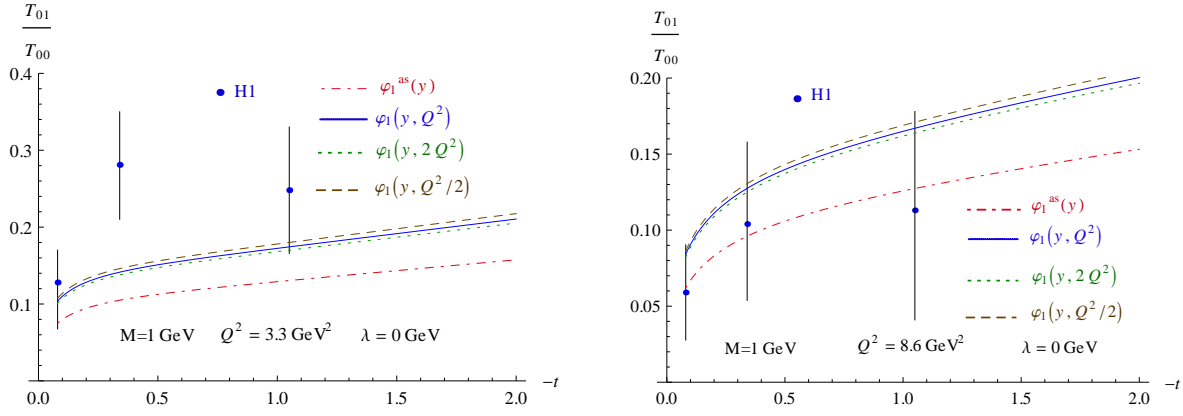 T₀₁
T₀₀
0.4
0.3
0.2
0.1
H1
φ₁ᵃˢ(y)
φ₁(y, Q²)
φ₁(y, 2 Q²)
φ₁(y, Q²/2)
M=1 GeV Q² = 3.3 GeV² λ = 0 GeV
0.0 0.5 1.0 1.5 2.0 −t
T₀₁
T₀₀
0.20
0.15
0.10
0.05
H1
φ₁ᵃˢ(y)
φ₁(y, Q²)
φ₁(y, 2 Q²)
φ₁(y, Q²/2)
M=1 GeV Q² = 8.6 GeV² λ = 0 GeV
0.0 0.5 1.0 1.5 2.0 −t